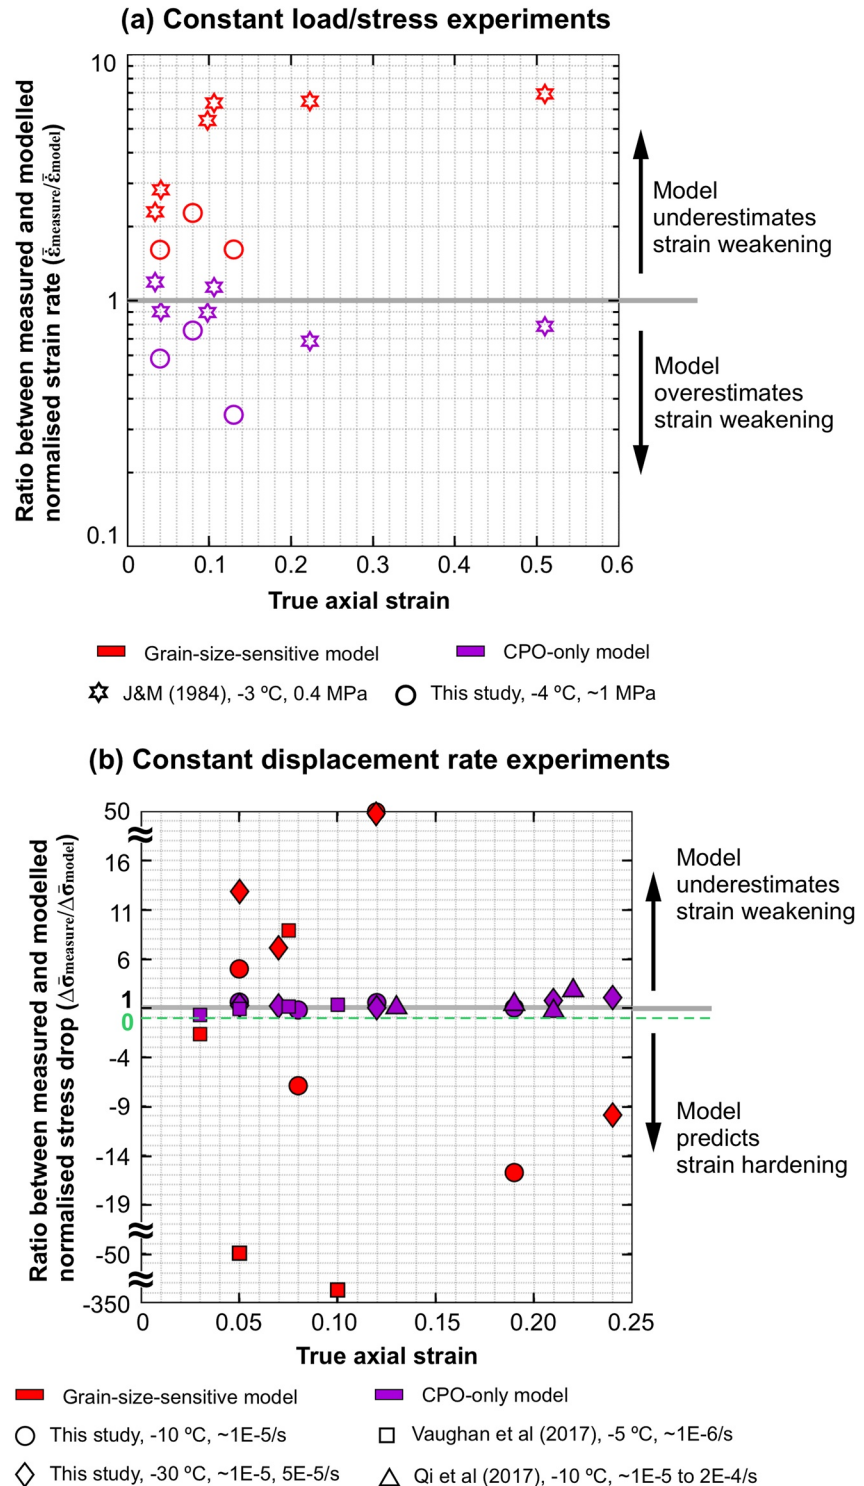 (a) Constant load/stress experiments
Ratio between measured and modelled
normalised strain rate (ε̄̇measure/ε̄̇model)
10
1
0.1
0
0.1
0.2
0.3
0.4
0.5
0.6
True axial strain
Model
underestimates
strain weakening
Model
overestimates
strain weakening
Grain-size-sensitive model
CPO-only model
J&M (1984), -3 ºC, 0.4 MPa
This study, -4 ºC, ~1 MPa
(b) Constant displacement rate experiments
Ratio between measured and modelled
normalised stress drop (Δσ̄measure/Δσ̄model)
50
16
11
6
1
0
-4
-9
-14
-19
-50
-350
0
0.05
0.10
0.15
0.20
0.25
True axial strain
Model
underestimates
strain weakening
Model
predicts
strain hardening
Grain-size-sensitive model
CPO-only model
This study, -10 ºC, ~1E-5/s
Vaughan et al (2017), -5 ºC, ~1E-6/s
This study, -30 ºC, ~1E-5, 5E-5/s
Qi et al (2017), -10 ºC, ~1E-5 to 2E-4/s